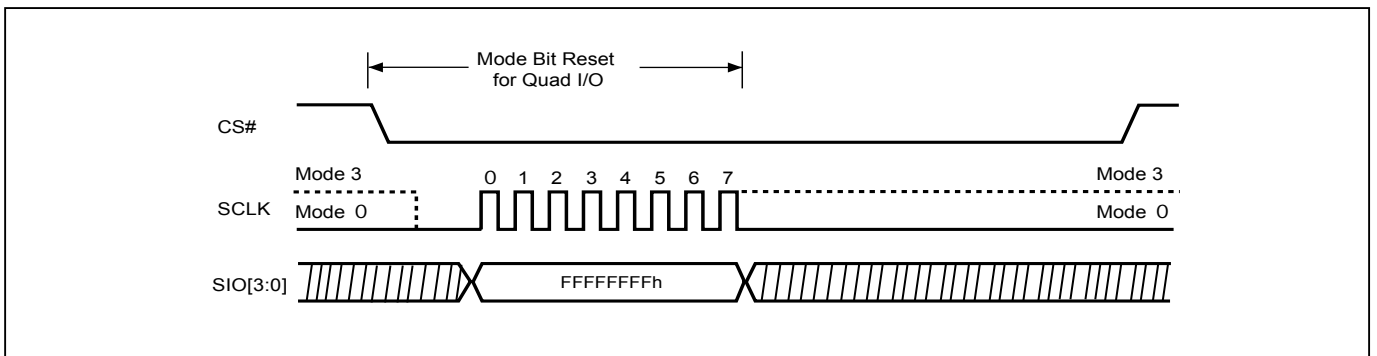 Mode Bit Reset
for Quad I/O
CS#
Mode 3
0 1 2 3 4 5 6 7
Mode 3
SCLK
Mode 0
Mode 0
SIO[3:0]
FFFFFFFFh